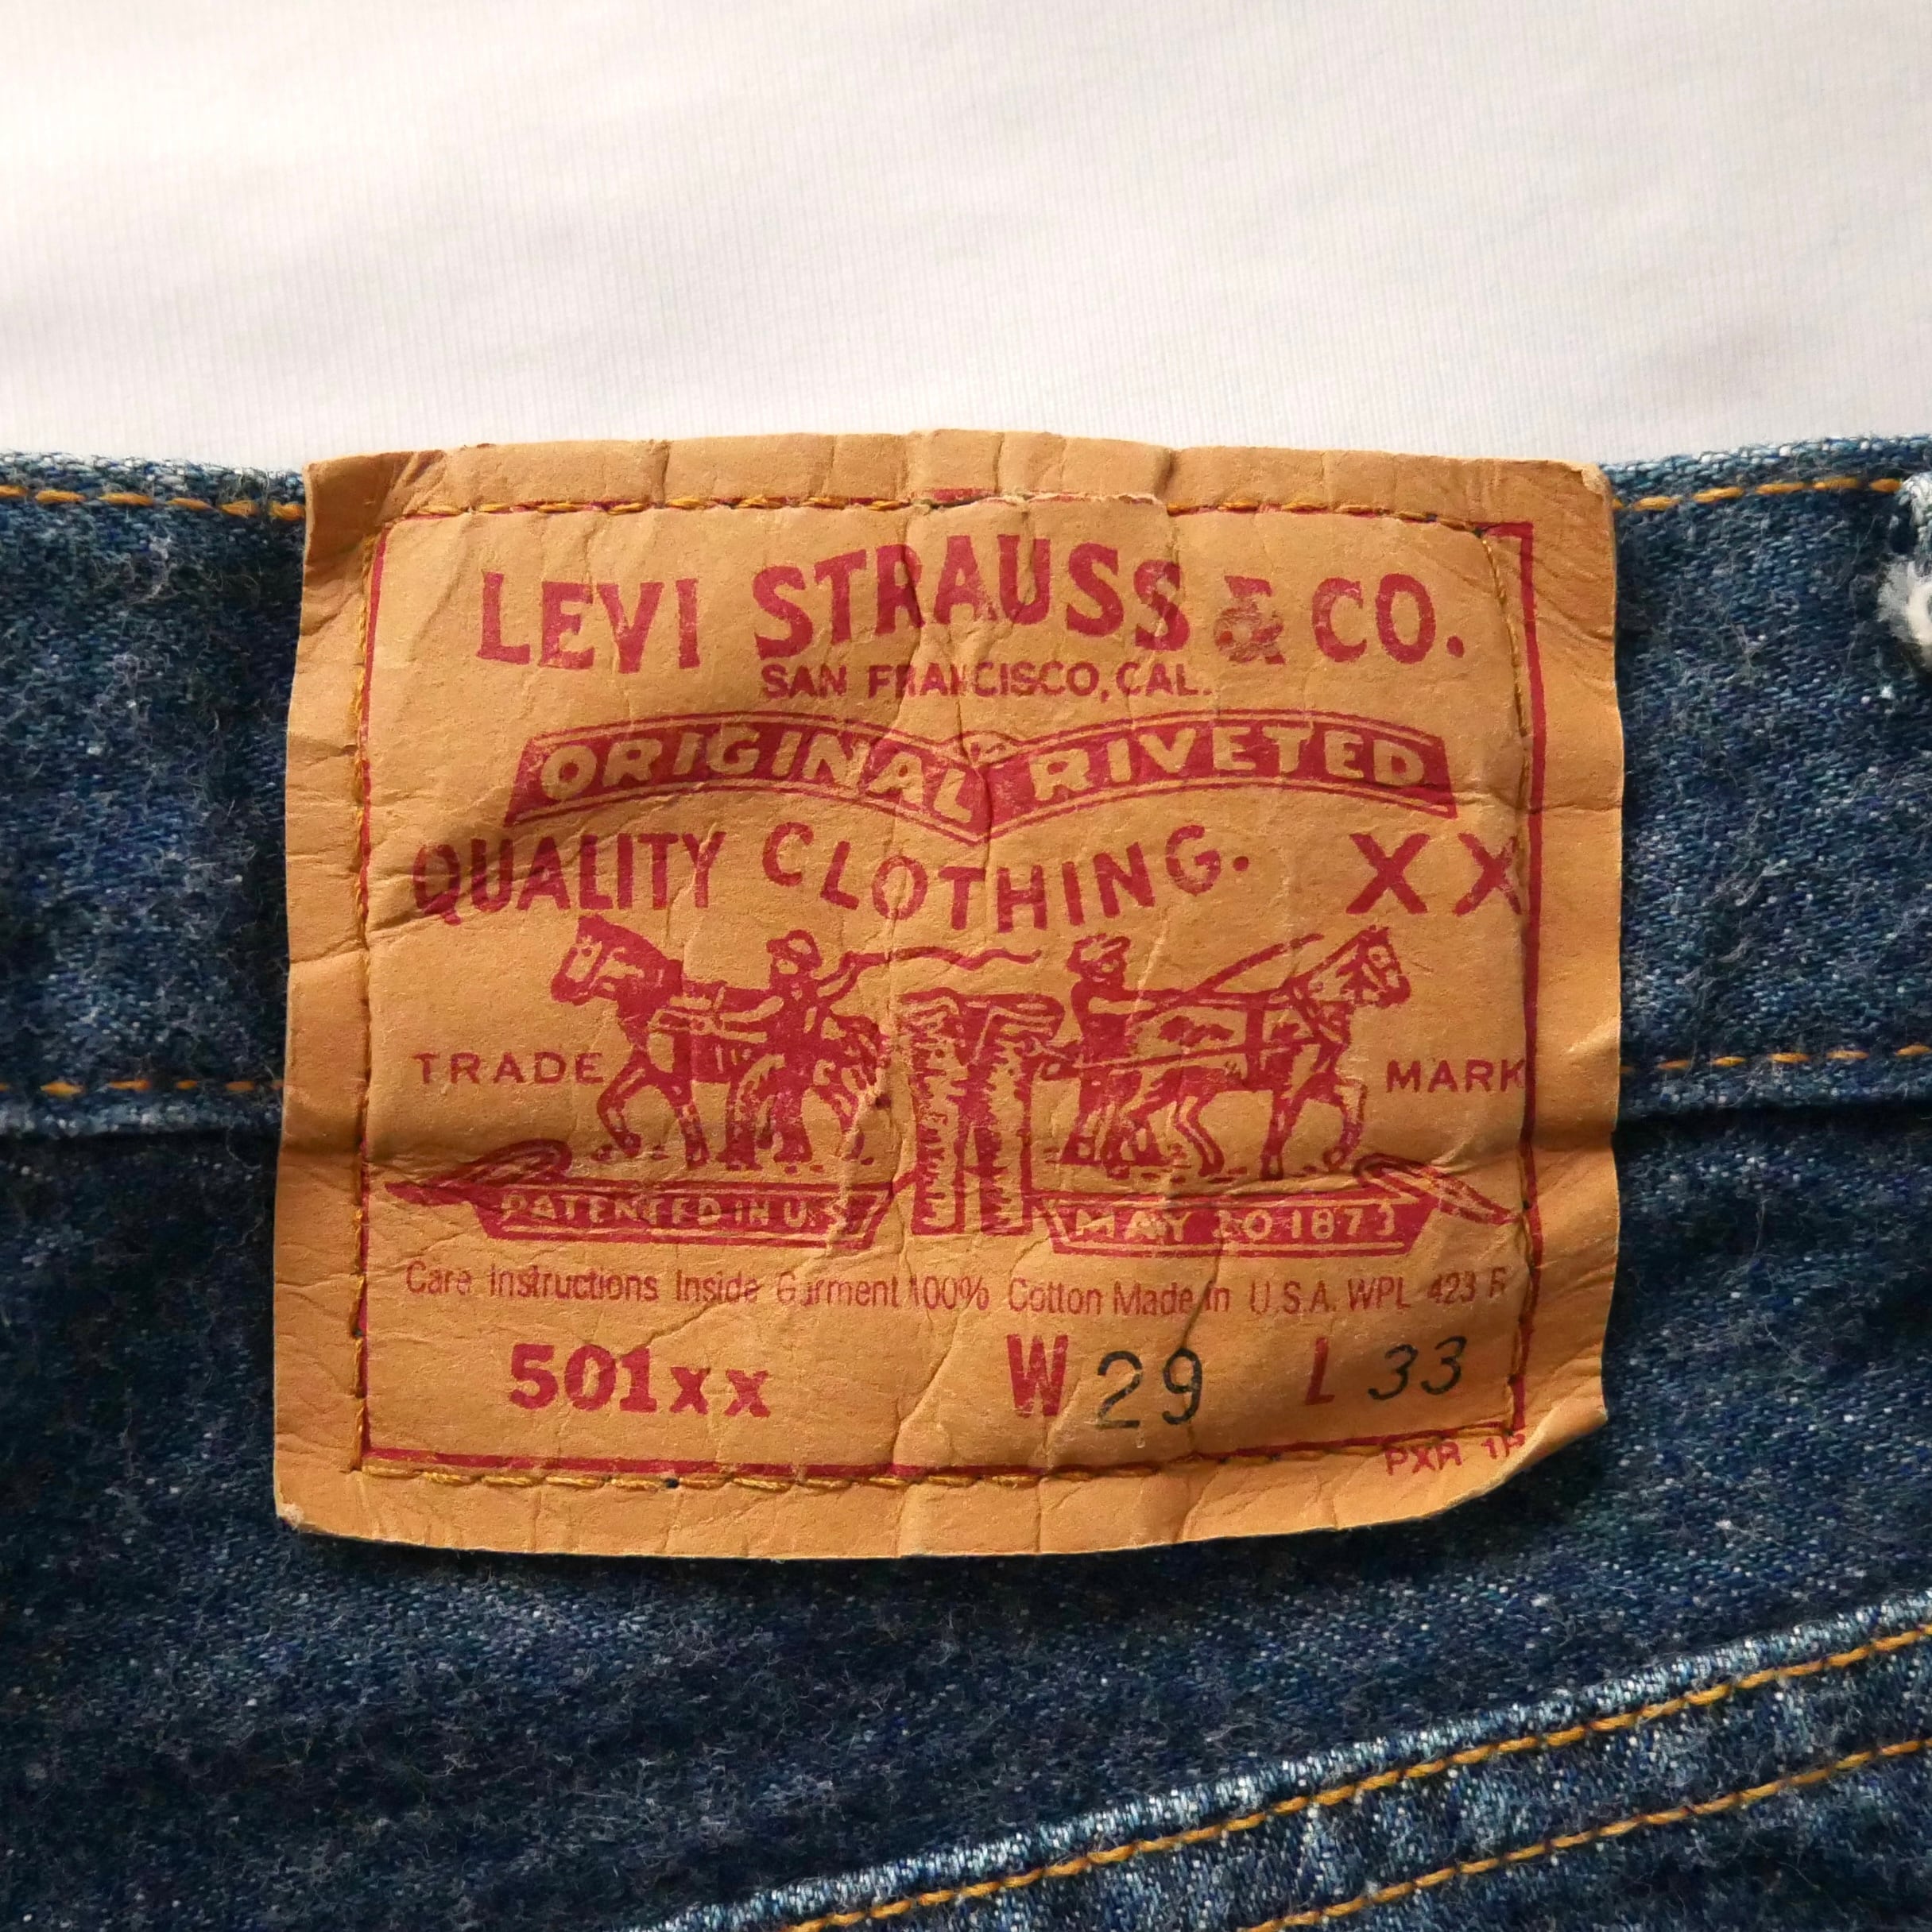 LEVI STRAUSS & CO.
SAN FRANCISCO, CAL.
ORIGINAL RIVETED
QUALITY CLOTHING. XX
TRADE MARK
PATENTED IN U.S.
MAY 20 1873
Care Instructions Inside Garment 100% Cotton Made in U.S.A. WPL 423
501xx W 29 L 33
PXR